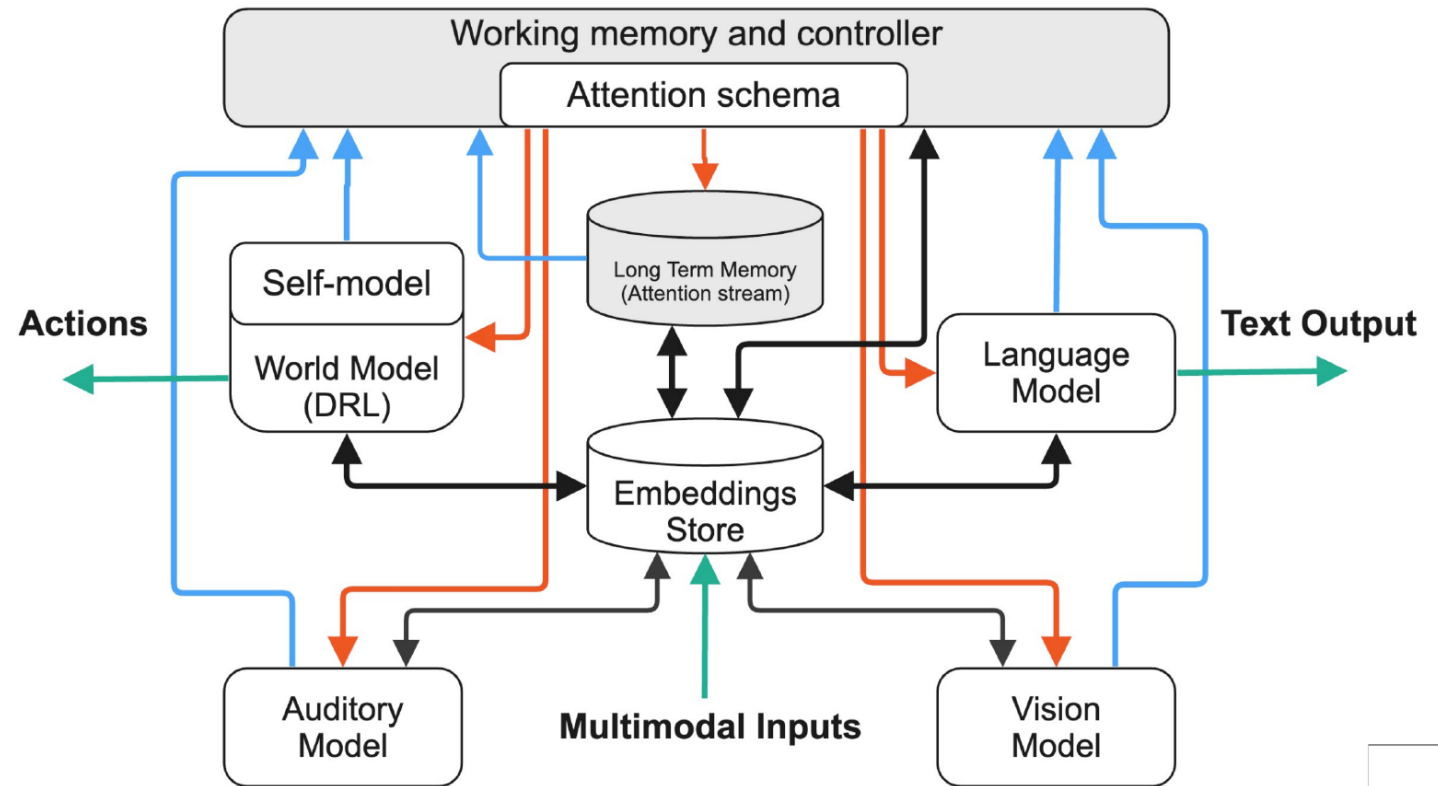 Working memory and controller
Attention schema
Self-model
Long Term Memory
(Attention stream)
Actions
Text Output
World Model
(DRL)
Language
Model
Embeddings
Store
Auditory
Model
Multimodal Inputs
Vision
Model